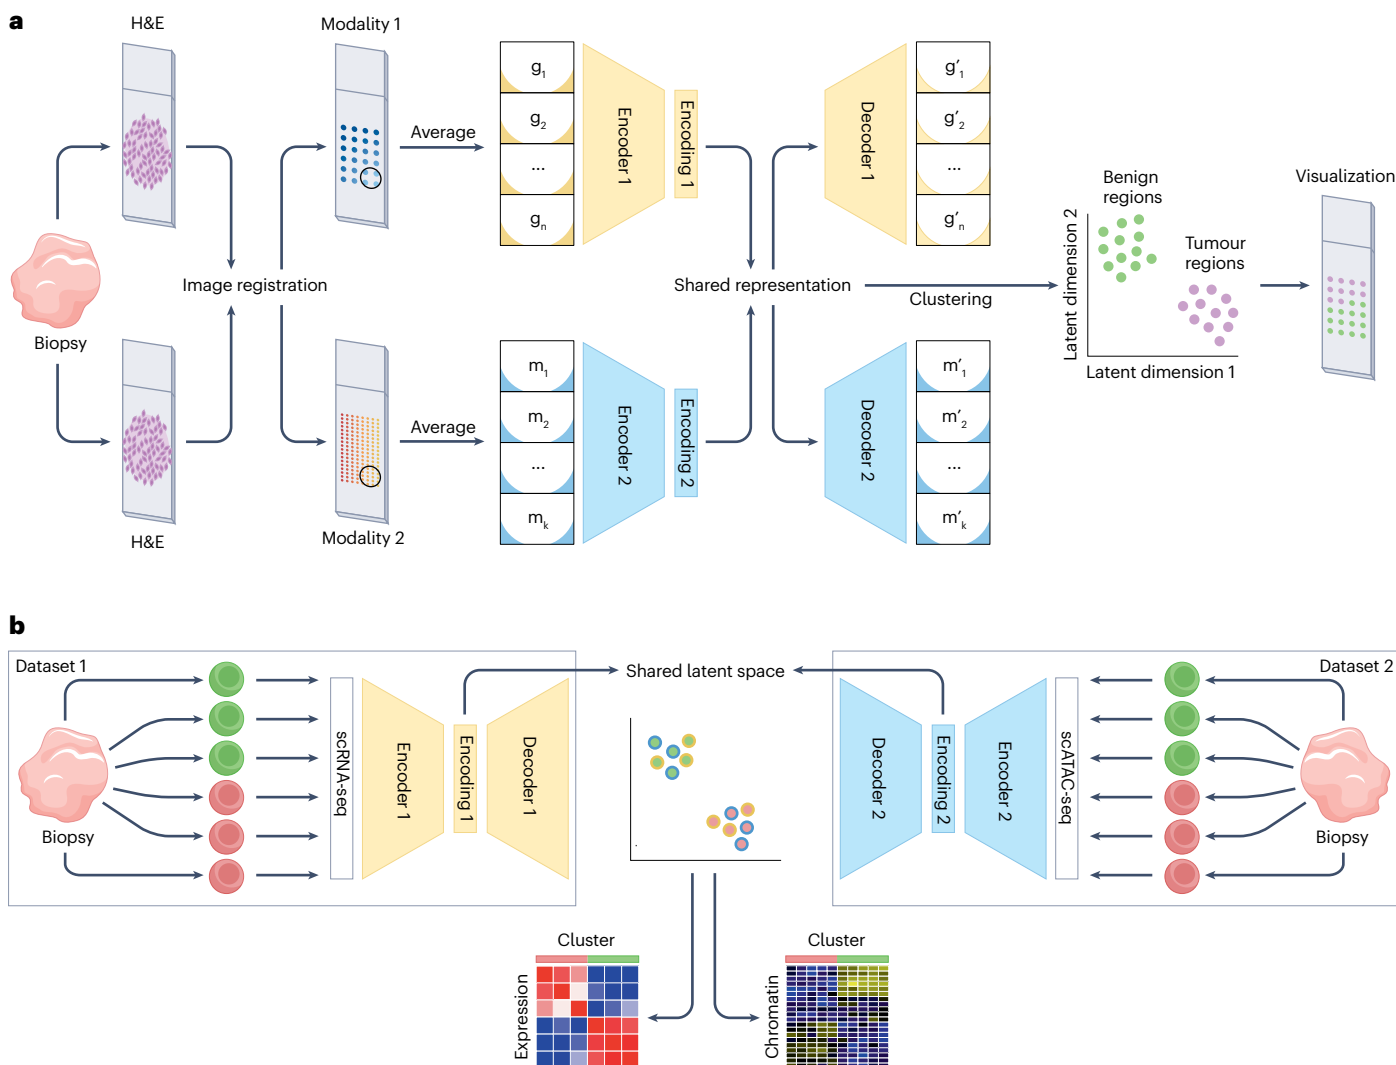 a
H&E
Modality 1
g1
g2
...
gn
Encoder 1
Encoding 1
Decoder 1
g′1
g′2
...
g′n
Average
Biopsy
Image registration
Shared representation
Clustering
Benign
regions
Tumour
regions
Latent dimension 2
Latent dimension 1
Visualization
H&E
Modality 2
Average
m1
m2
...
mk
Encoder 2
Encoding 2
Decoder 2
m′1
m′2
...
m′k
b
Dataset 1
Biopsy
scRNA-seq
Encoder 1
Encoding 1
Decoder 1
Shared latent space
Dataset 2
Decoder 2
Encoding 2
Encoder 2
scATAC-seq
Biopsy
Cluster
Expression
Cluster
Chromatin